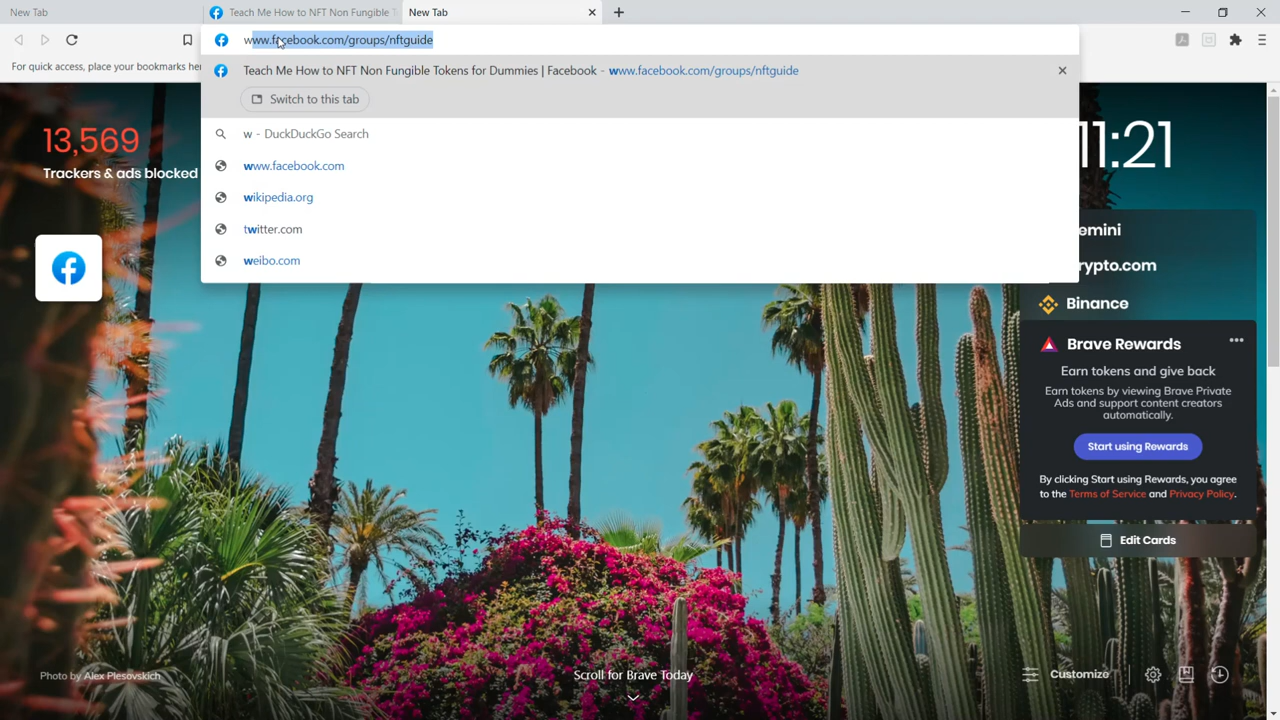 New Tab
Teach Me How to NFT Non Fungible T
New Tab
www.facebook.com/groups/nftguide
For quick access, place your bookmarks her
Teach Me How to NFT Non Fungible Tokens for Dummies | Facebook - www.facebook.com/groups/nftguide
Switch to this tab
w - DuckDuckGo Search
www.facebook.com
wikipedia.org
twitter.com
weibo.com
13,569
Trackers & ads blocked
11:21
emini
rypto.com
Binance
Brave Rewards
Earn tokens and give back
Earn tokens by viewing Brave Private
Ads and support content creators
automatically.
Start using Rewards
By clicking Start using Rewards, you agree
to the Terms of Service and Privacy Policy.
Edit Cards
Photo by Alex Plesovskich
Scroll for Brave Today
Customize